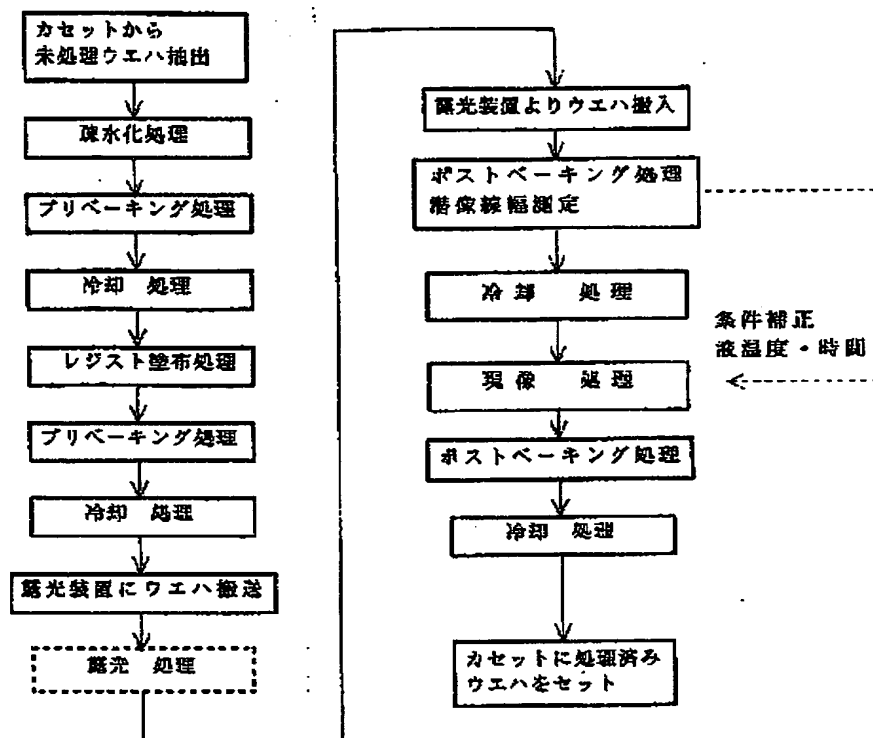 カセットから
未処理ウエハ抽出
疎水化処理
プリベーキング処理
冷却 処理
レジスト塗布処理
プリベーキング処理
冷却 処理
露光装置にウエハ搬送
露光 処理
露光装置よりウエハ搬入
ポストベーキング処理
潜像線幅測定
冷却 処理
条件補正
液温度・時間
現像 処理
ポストベーキング処理
冷却 処理
カセットに処理済み
ウエハをセット